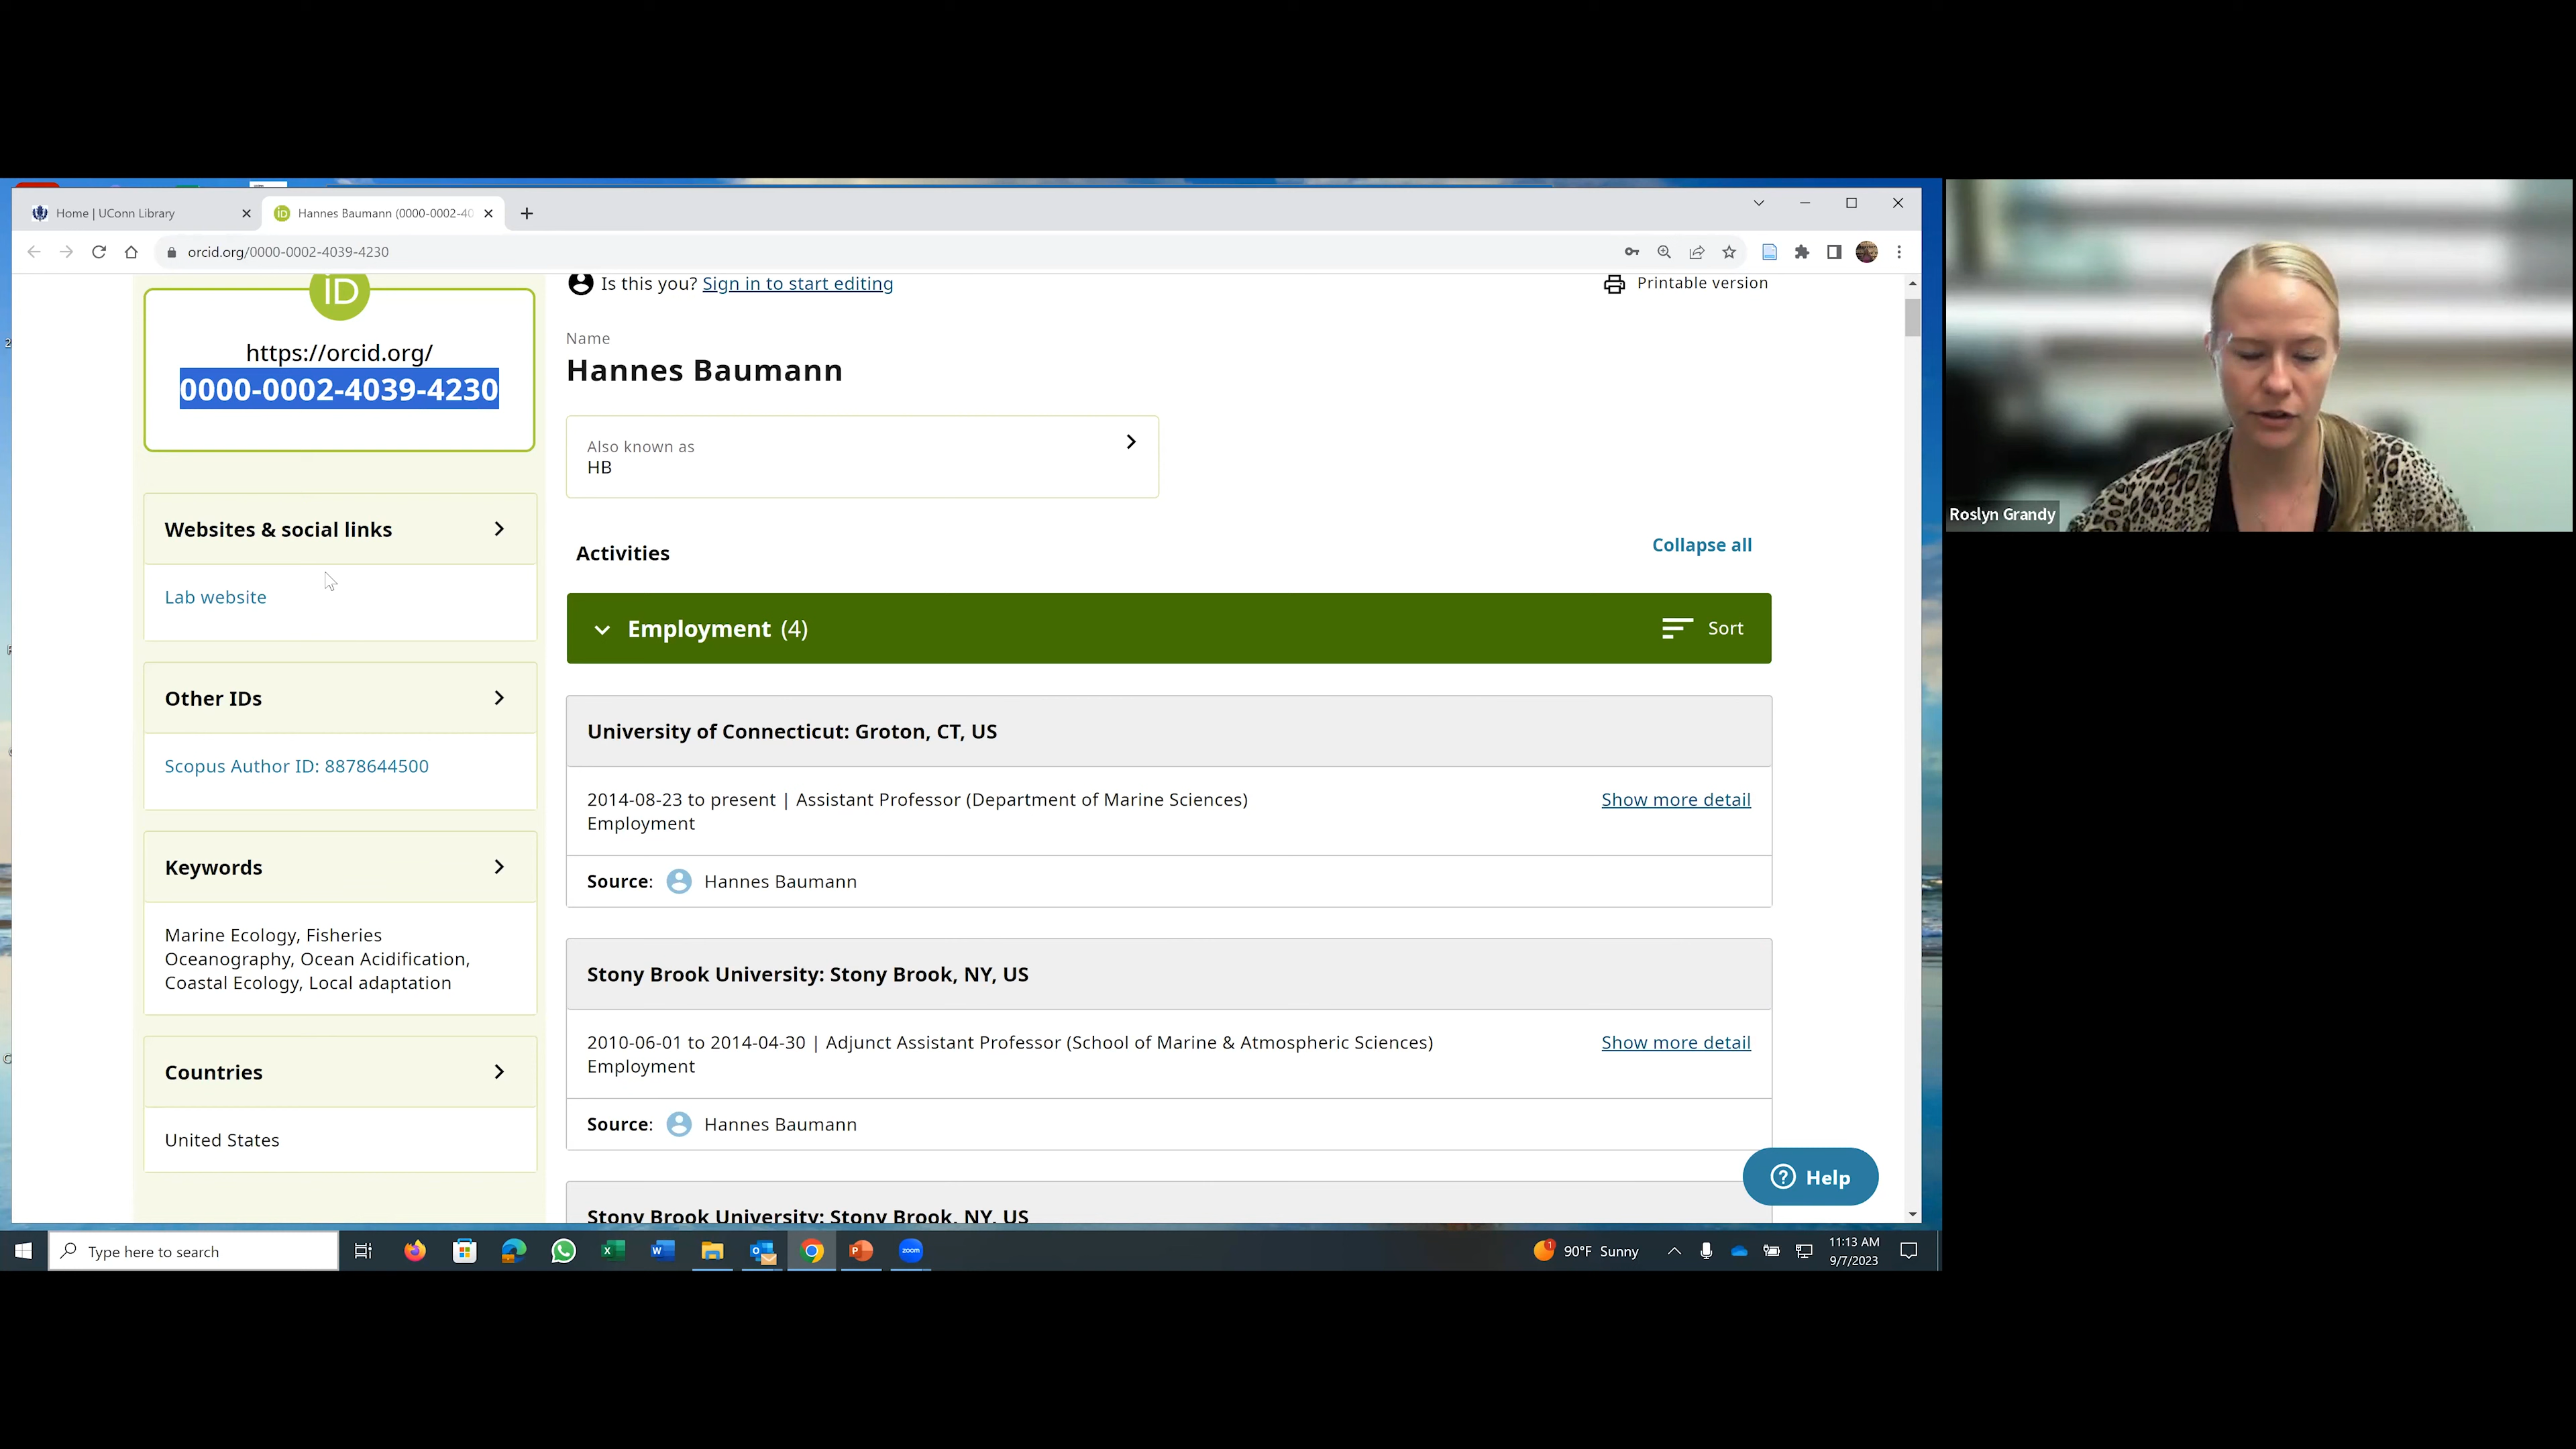 Home | UConn Library
iD
Hannes Baumann (0000-0002-40
orcid.org/0000-0002-4039-4230
iD
https://orcid.org/
0000-0002-4039-4230
Websites & social links
Lab website
Other IDs
Scopus Author ID: 8878644500
Keywords
Marine Ecology, Fisheries
Oceanography, Ocean Acidification,
Coastal Ecology, Local adaptation
Countries
United States
Is this you? Sign in to start editing
Printable version
Name
Hannes Baumann
Also known as
HB
Activities
Collapse all
Employment (4)
Sort
University of Connecticut: Groton, CT, US
2014-08-23 to present | Assistant Professor (Department of Marine Sciences)
Show more detail
Employment
Source: Hannes Baumann
Stony Brook University: Stony Brook, NY, US
2010-06-01 to 2014-04-30 | Adjunct Assistant Professor (School of Marine & Atmospheric Sciences)
Show more detail
Employment
Source: Hannes Baumann
Stony Brook University: Stony Brook, NY, US
? Help
Type here to search
zoom
1
90°F Sunny
11:13 AM
9/7/2023
Roslyn Grandy